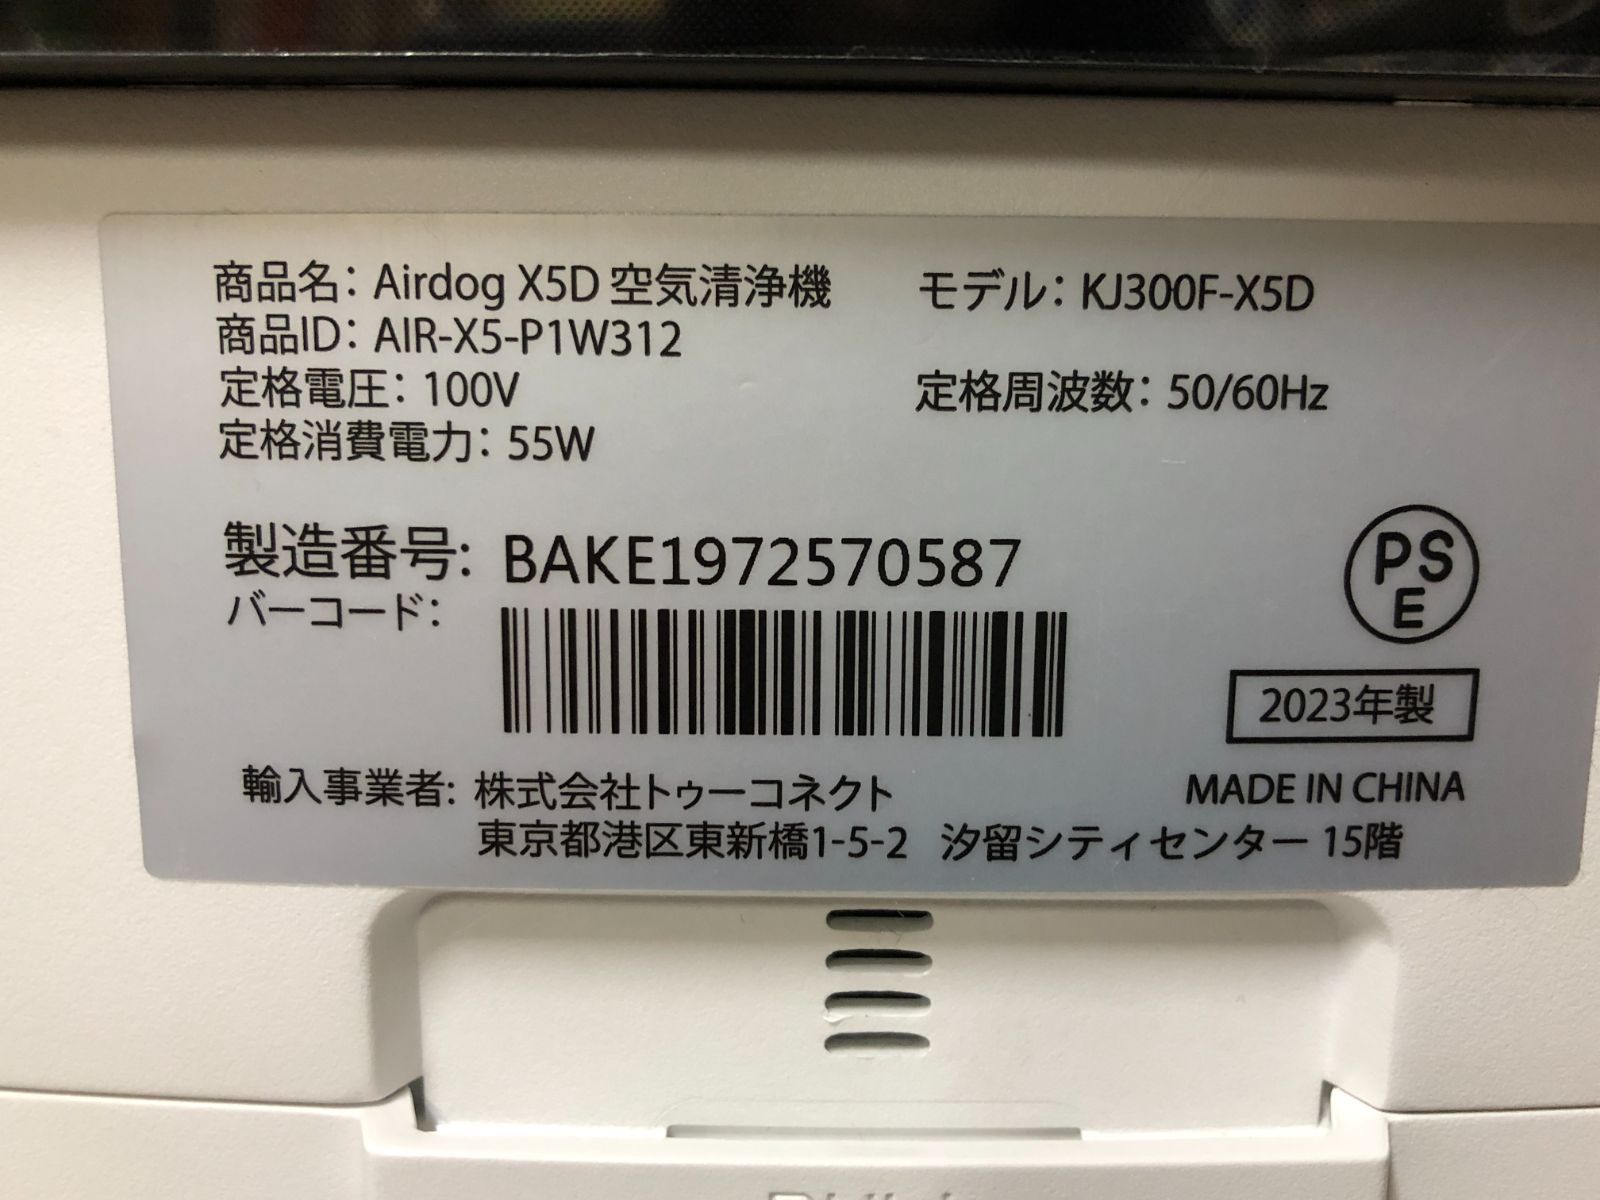 商品名: Airdog X5D 空気清浄機 モデル: KJ300F-X5D
商品ID: AIR-X5-P1W312
定格電圧: 100V 定格周波数: 50/60Hz
定格消費電力: 55W
製造番号: BAKE1972570587
バーコード:
PS
E
2023年製
輸入事業者: 株式会社トゥーコネクト MADE IN CHINA
東京都港区東新橋1-5-2 汐留シティセンター 15階